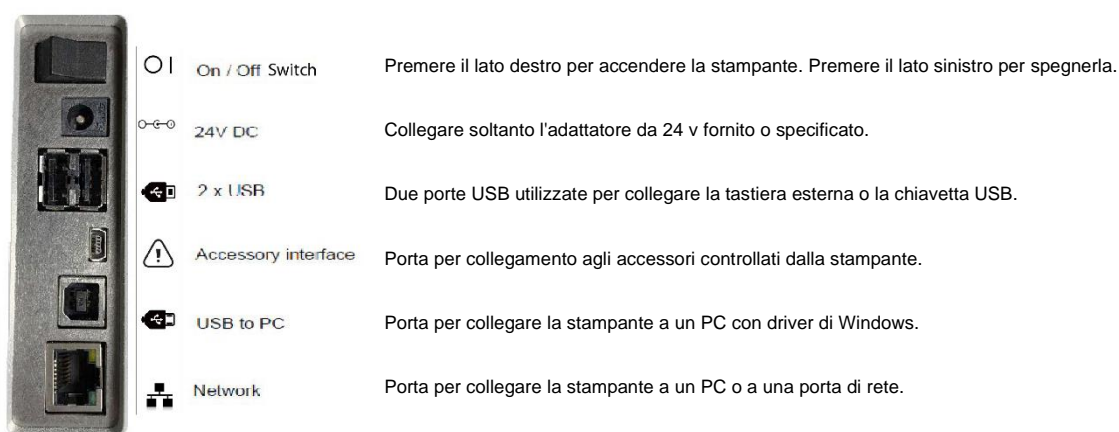 On / Off Switch Premere il lato destro per accendere la stampante. Premere il lato sinistro per spegnerla.
24V DC Collegare soltanto l'adattatore da 24 v fornito o specificato.
2 x USB Due porte USB utilizzate per collegare la tastiera esterna o la chiavetta USB.
Accessory interface Porta per collegamento agli accessori controllati dalla stampante.
USB to PC Porta per collegare la stampante a un PC con driver di Windows.
Network Porta per collegare la stampante a un PC o a una porta di rete.